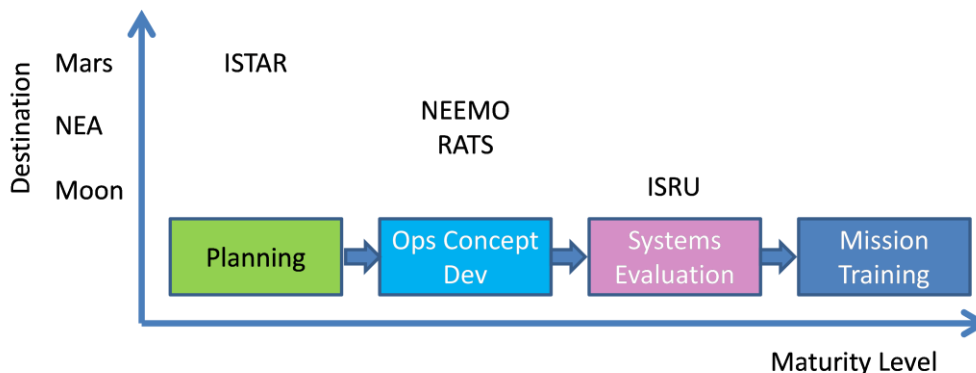 Destination
Mars
ISTAR
NEA
NEEMO
RATS
Moon
ISRU
Planning
Ops Concept
Dev
Systems
Evaluation
Mission
Training
Maturity Level